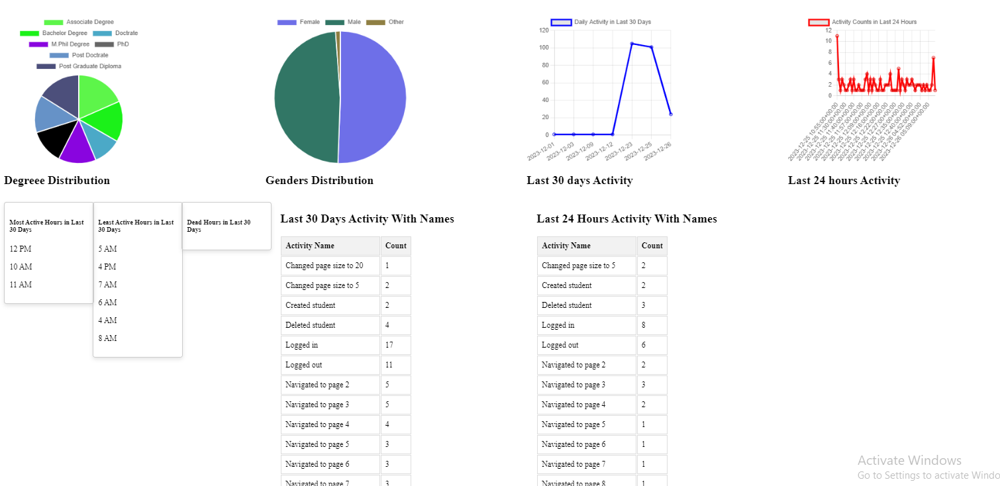 Associate Degree
Bachelor Degree Doctrate
M.Phil Degree PhD
Post Doctrate
Post Graduate Diploma
Degreee Distribution
Female Male Other
Genders Distribution
Daily Activity in Last 30 Days
120
100
80
60
40
20
0
2023-12-01
2023-12-03
2023-12-09
2023-12-12
2023-12-23
2023-12-25
2023-12-26
Last 30 days Activity
Activity Counts in Last 24 Hours
12
10
8
6
4
2
0
2023-12-25 10:55:00+00:00
2023-12-25 11:30:00+00:00
2023-12-25 11:40:00+00:00
2023-12-25 11:57:00+00:00
2023-12-25 12:09:00+00:00
2023-12-25 12:16:00+00:00
2023-12-25 12:22:00+00:00
2023-12-25 12:27:00+00:00
2023-12-25 12:35:00+00:00
2023-12-25 12:40:00+00:00
2023-12-26 04:52:00+00:00
2023-12-26 05:09:00+00:00
Last 24 hours Activity
Most Active Hours in Last
30 Days
12 PM
10 AM
11 AM
Least Active Hours in Last
30 Days
5 AM
4 PM
7 AM
6 AM
4 AM
8 AM
Dead Hours in Last 30
Days
Last 30 Days Activity With Names
Activity Name Count
Changed page size to 20 1
Changed page size to 5 2
Created student 2
Deleted student 4
Logged in 17
Logged out 11
Navigated to page 2 5
Navigated to page 3 5
Navigated to page 4 4
Navigated to page 5 3
Navigated to page 6 3
Navigated to page 7 3
Last 24 Hours Activity With Names
Activity Name Count
Changed page size to 5 2
Created student 2
Deleted student 3
Logged in 8
Logged out 6
Navigated to page 2 2
Navigated to page 3 3
Navigated to page 4 2
Navigated to page 5 1
Navigated to page 6 1
Navigated to page 7 1
Navigated to page 8 1
Activate Windows
Go to Settings to activate Windo